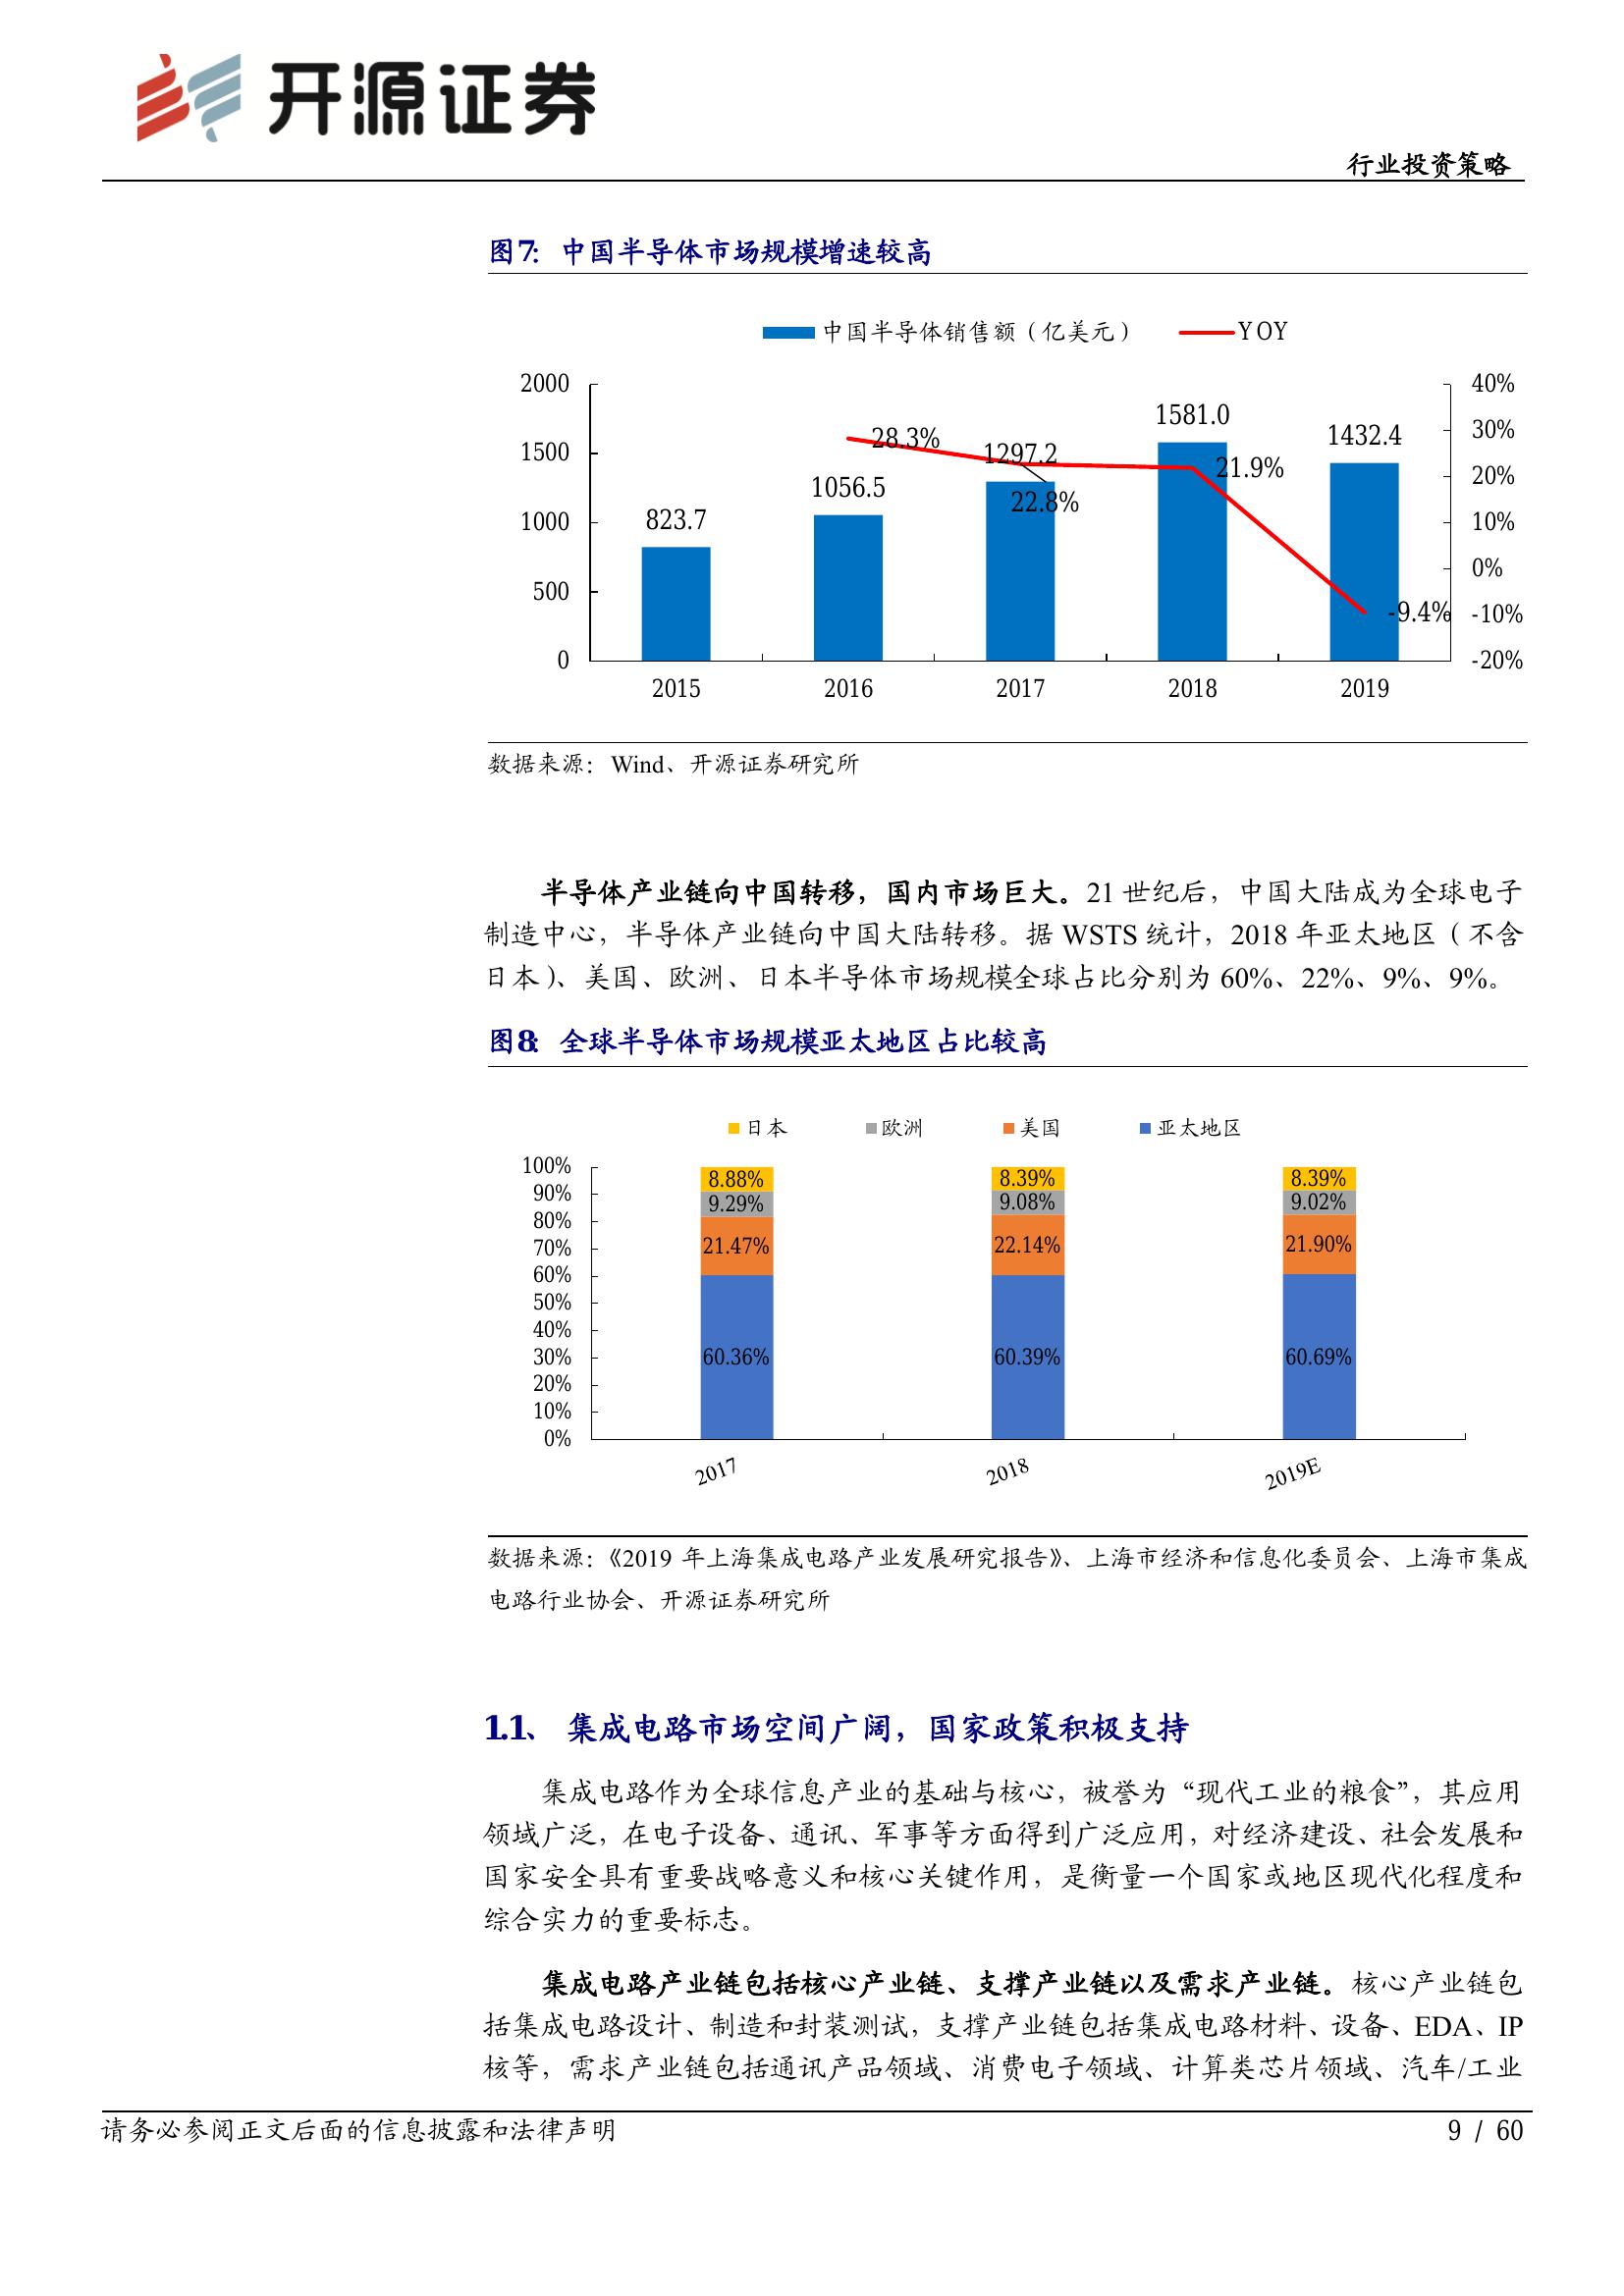 开源证券
行业投资策略
图7: 中国半导体市场规模增速较高
中国半导体销售额（亿美元） YOY
2000 40%
1581.0
28.3% 1297.2 1432.4 30%
1500
21.9% 20%
1056.5 22.8%
1000 823.7 10%
0%
500
-9.4% -10%
0 -20%
2015 2016 2017 2018 2019
数据来源：Wind、开源证券研究所
半导体产业链向中国转移，国内市场巨大。21 世纪后，中国大陆成为全球电子
制造中心，半导体产业链向中国大陆转移。据 WSTS 统计，2018 年亚太地区（不含
日本）、美国、欧洲、日本半导体市场规模全球占比分别为 60%、22%、9%、9%。
图8: 全球半导体市场规模亚太地区占比较高
日本 欧洲 美国 亚太地区
100% 8.88% 8.39% 8.39%
90% 9.29% 9.08% 9.02%
80%
70% 21.47% 22.14% 21.90%
60%
50%
40%
30% 60.36% 60.39% 60.69%
20%
10%
0%
2017 2018 2019E
数据来源：《2019 年上海集成电路产业发展研究报告》、上海市经济和信息化委员会、上海市集成
电路行业协会、开源证券研究所
1.1、 集成电路市场空间广阔，国家政策积极支持
集成电路作为全球信息产业的基础与核心，被誉为“现代工业的粮食”，其应用
领域广泛，在电子设备、通讯、军事等方面得到广泛应用，对经济建设、社会发展和
国家安全具有重要战略意义和核心关键作用，是衡量一个国家或地区现代化程度和
综合实力的重要标志。
集成电路产业链包括核心产业链、支撑产业链以及需求产业链。核心产业链包
括集成电路设计、制造和封装测试，支撑产业链包括集成电路材料、设备、EDA、IP
核等，需求产业链包括通讯产品领域、消费电子领域、计算类芯片领域、汽车/工业
请务必参阅正文后面的信息披露和法律声明 9 / 60